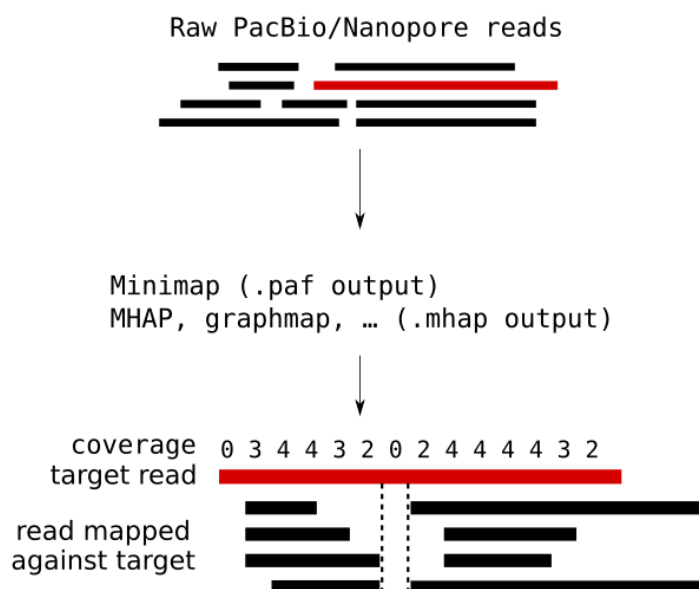 Raw PacBio/Nanopore reads
Minimap (.paf output)
MHAP, graphmap, … (.mhap output)
coverage 0 3 4 4 3 2 0 2 4 4 4 4 3 2
target read
read mapped
against target